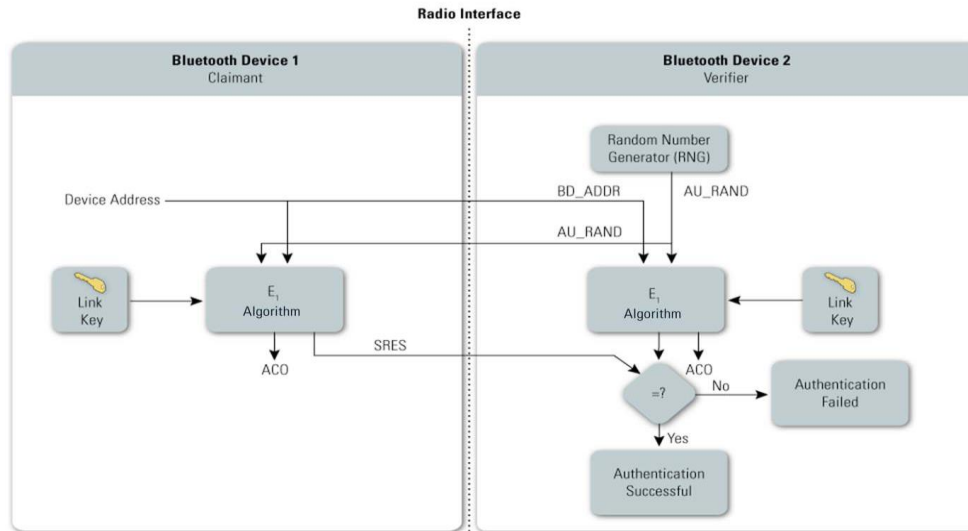 Radio Interface
Bluetooth Device 1
Claimant
Bluetooth Device 2
Verifier
Random Number
Generator (RNG)
Device Address
BD_ADDR
AU_RAND
AU_RAND
Link
Key
E1
Algorithm
E1
Algorithm
Link
Key
ACO
SRES
ACO
=?
No
Authentication
Failed
Yes
Authentication
Successful